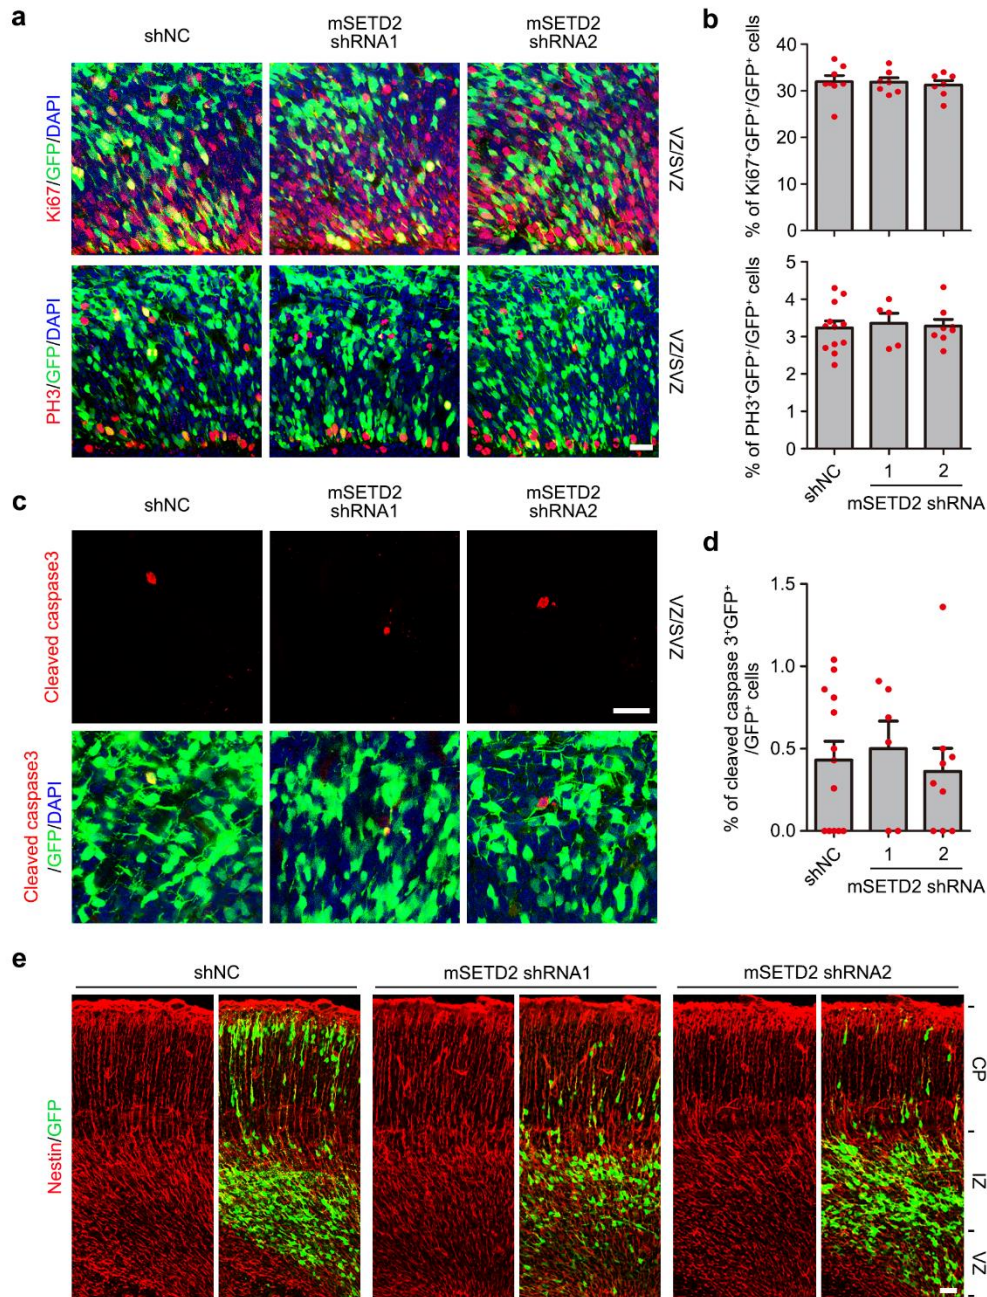 a
shNC
mSETD2
shRNA1
mSETD2
shRNA2
Ki67/GFP/DAPI
VZ/SVZ
PH3/GFP/DAPI
VZ/SVZ
b
% of Ki67⁺GFP⁺/GFP⁺ cells
40
30
20
10
0
% of PH3⁺GFP⁺/GFP⁺ cells
5
4
3
2
1
0
shNC
1
2
mSETD2 shRNA
c
shNC
mSETD2
shRNA1
mSETD2
shRNA2
Cleaved caspase3
VZ/SVZ
Cleaved caspase3
/GFP/DAPI
d
% of cleaved caspase 3⁺GFP⁺
/GFP⁺ cells
1.5
1.0
0.5
0.0
shNC
1
2
mSETD2 shRNA
e
shNC
mSETD2 shRNA1
mSETD2 shRNA2
Nestin/GFP
CP
IZ
VZ